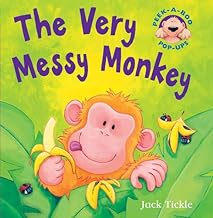 The Very
Messy Monkey
PEEK-A-BOO
POP-UPS
Jack Tickle